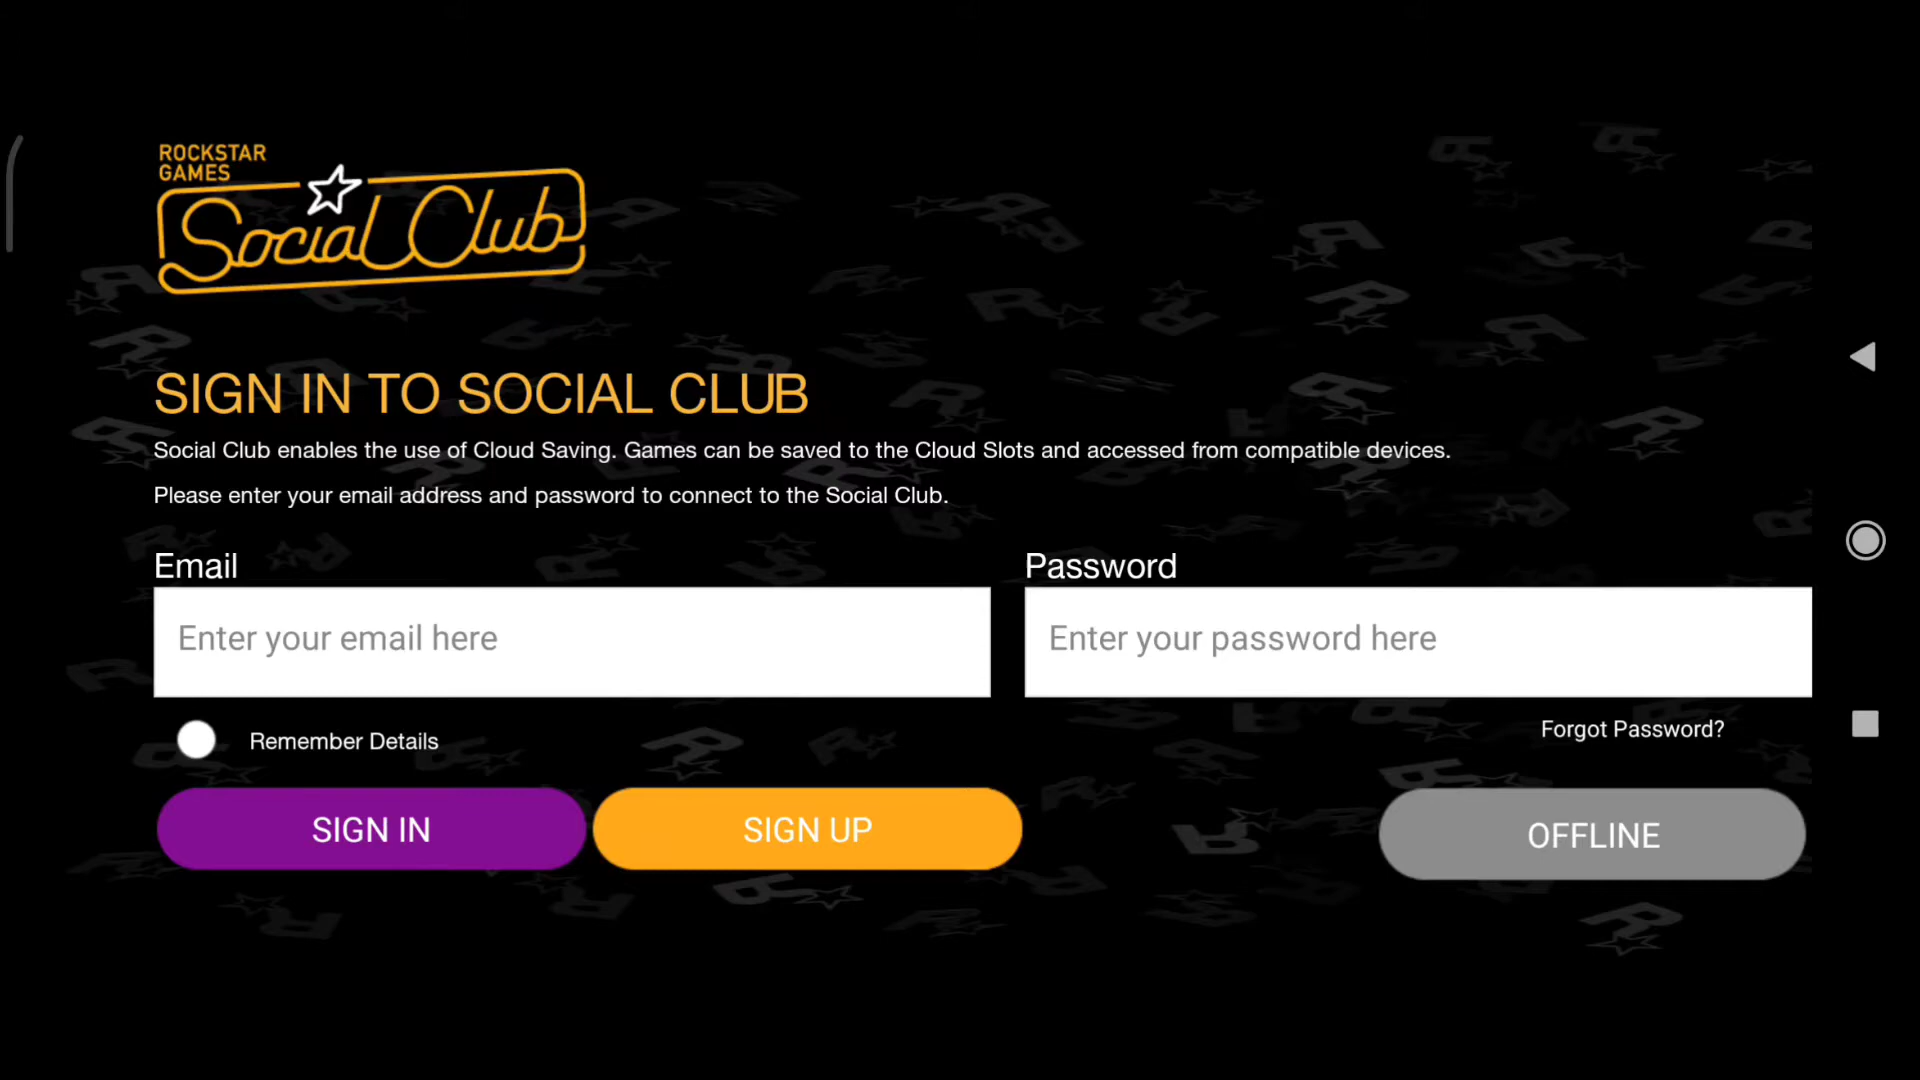 ROCKSTAR
GAMES
Social Club
SIGN IN TO SOCIAL CLUB
Social Club enables the use of Cloud Saving. Games can be saved to the Cloud Slots and accessed from compatible devices.
Please enter your email address and password to connect to the Social Club.
Email
Password
Enter your email here
Enter your password here
Remember Details
Forgot Password?
SIGN IN
SIGN UP
OFFLINE